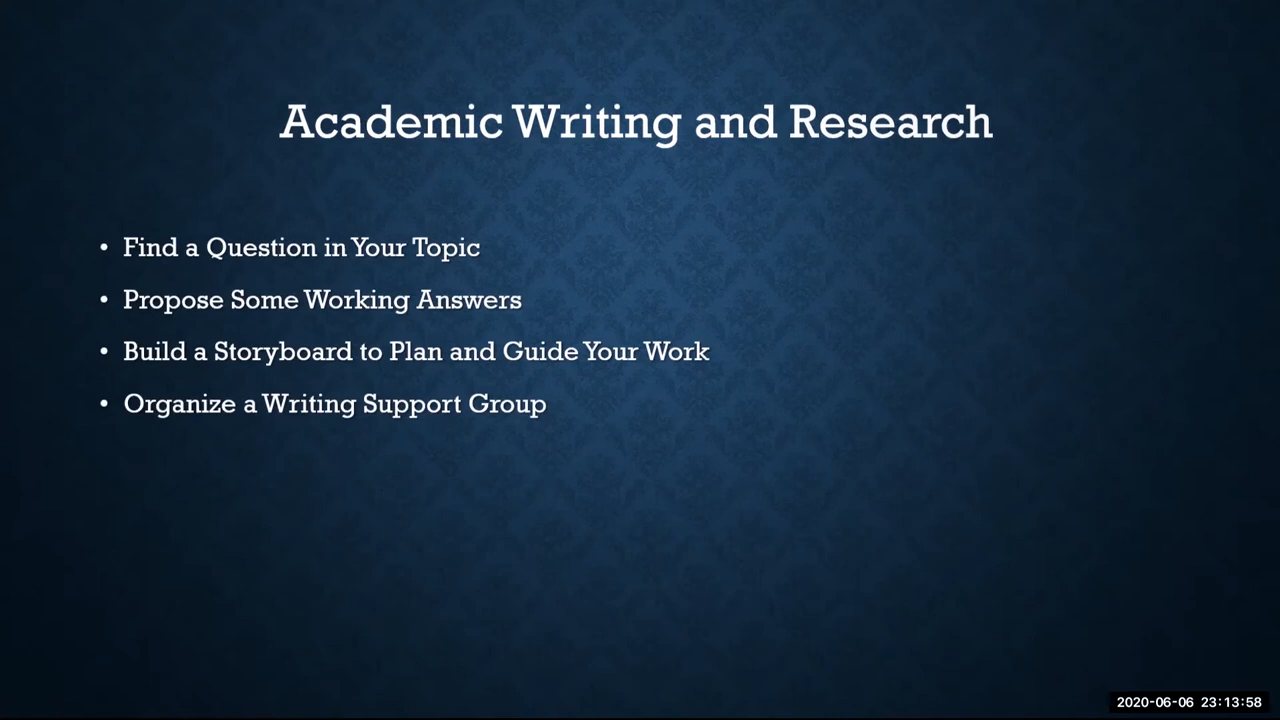 Academic Writing and Research
• Find a Question in Your Topic
• Propose Some Working Answers
• Build a Storyboard to Plan and Guide Your Work
• Organize a Writing Support Group
2020-06-06 23:13:58